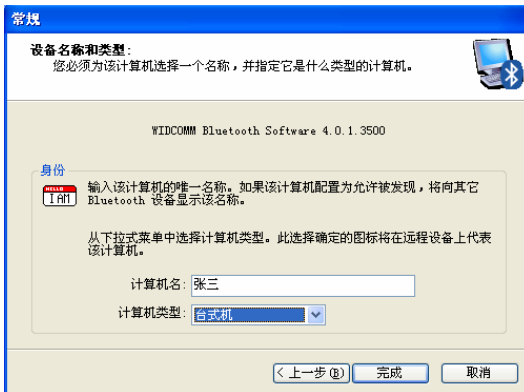 常规
设备名称和类型:
您必须为该计算机选择一个名称，并指定它是什么类型的计算机。
WIDCOMM Bluetooth Software 4.0.1.3500
身份
HELLO
I AM
输入该计算机的唯一名称。如果该计算机配置为允许被发现，将向其它
Bluetooth 设备显示该名称。
从下拉式菜单中选择计算机类型。此选择确定的图标将在远程设备上代表
该计算机。
计算机名: 张三
计算机类型: 台式机
< 上一步(B) 完成 取消